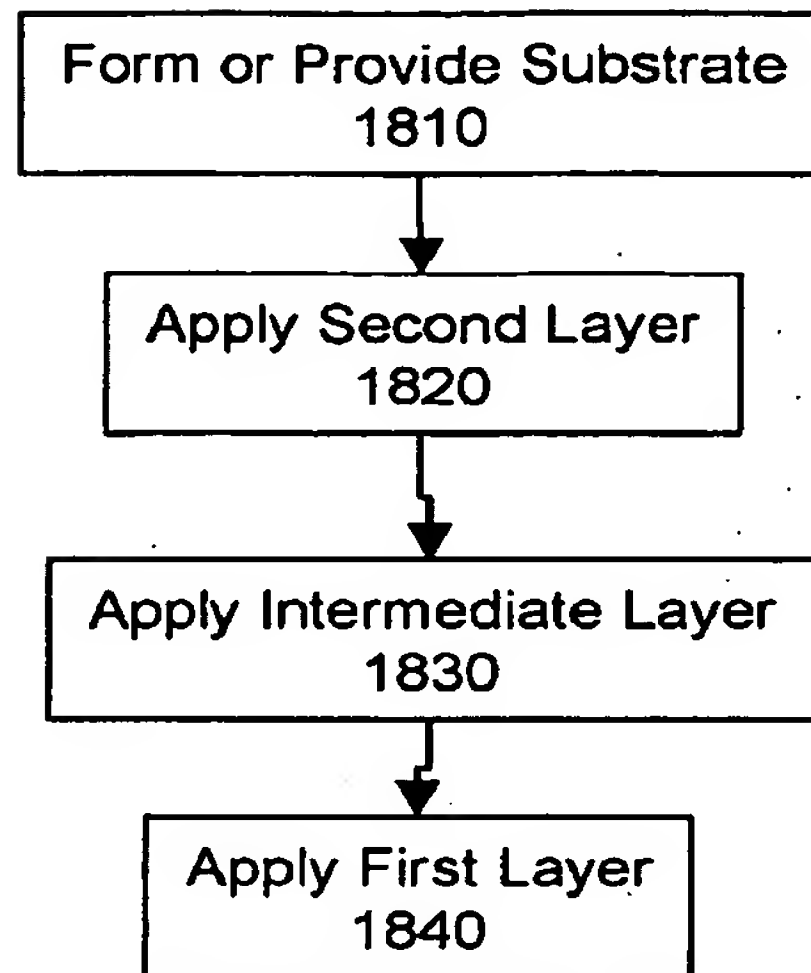 Form or Provide Substrate
1810
Apply Second Layer
1820
Apply Intermediate Layer
1830
Apply First Layer
1840